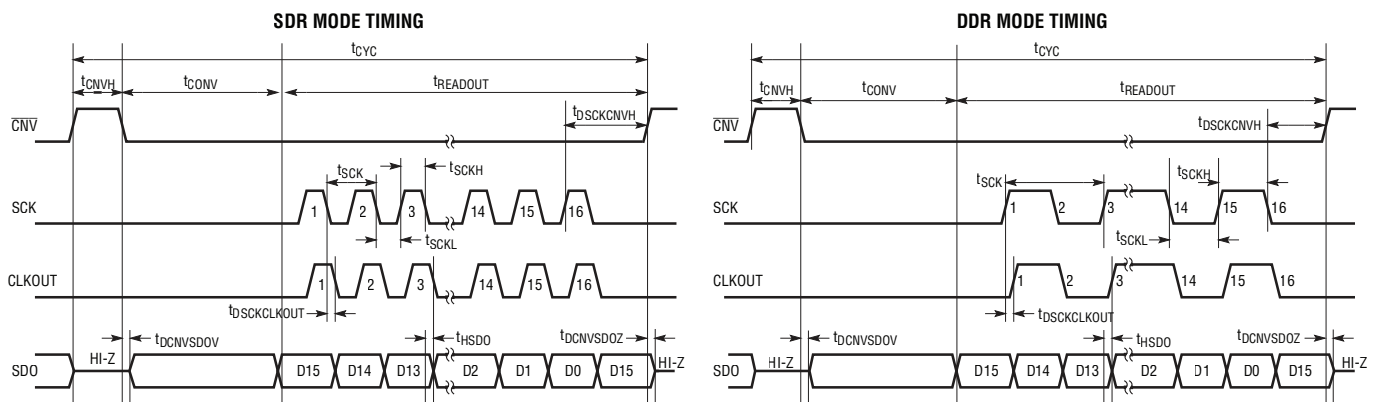 SDR MODE TIMING
tCYC
tCNVH
tCONV
tREADOUT
tDSCKCNVH
CNV
tSCK
tSCKH
SCK
1 2 3 14 15 16
tSCKL
CLKOUT
1 2 3 14 15 16
tDSCKCLKOUT
tDCNVSDOV
tHSDO
tDCNVSDOZ
SDO
HI-Z
D15 D14 D13 D2 D1 D0 D15
HI-Z
DDR MODE TIMING
tCYC
tCNVH
tCONV
tREADOUT
tDSCKCNVH
CNV
tSCK
tSCKH
SCK
1 2 3 14 15 16
tSCKL
CLKOUT
1 2 3 14 15 16
tDSCKCLKOUT
tDCNVSDOV
tHSDO
tDCNVSDOZ
SDO
HI-Z
D15 D14 D13 D2 D1 D0 D15
HI-Z